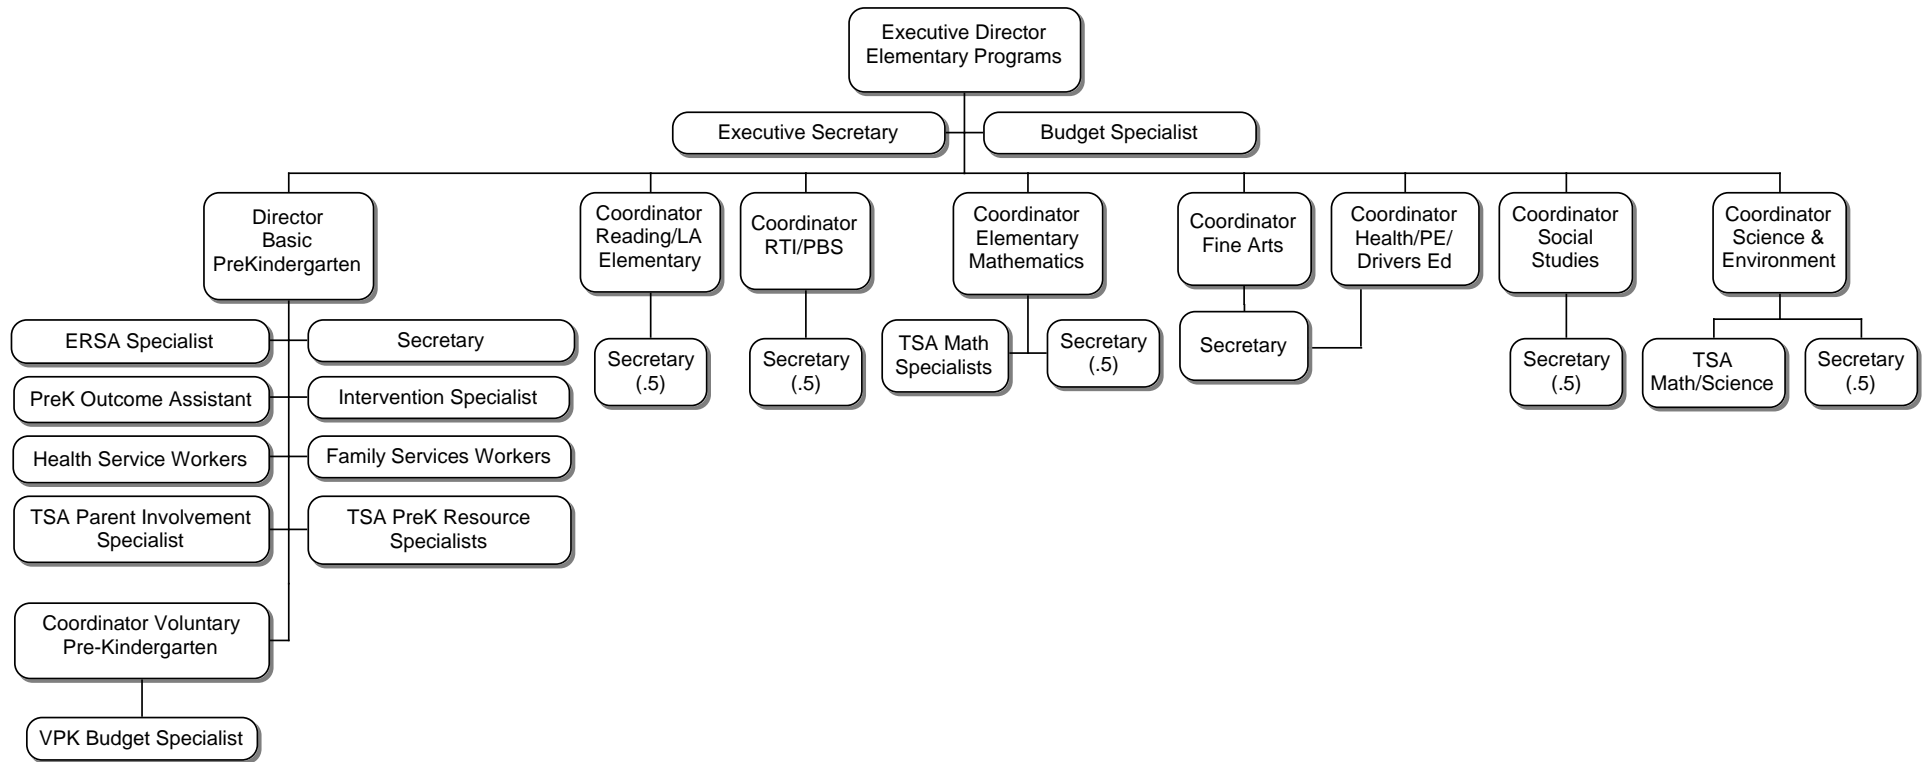 Executive Director
Elementary Programs
Executive Secretary
Budget Specialist
Director
Basic
PreKindergarten
Coordinator
Reading/LA
Elementary
Coordinator
RTI/PBS
Coordinator
Elementary
Mathematics
Coordinator
Fine Arts
Coordinator
Health/PE/
Drivers Ed
Coordinator
Social
Studies
Coordinator
Science &
Environment
ERSA Specialist
Secretary
PreK Outcome Assistant
Intervention Specialist
Health Service Workers
Family Services Workers
TSA Parent Involvement
Specialist
TSA PreK Resource
Specialists
Coordinator Voluntary
Pre-Kindergarten
VPK Budget Specialist
Secretary
(.5)
Secretary
(.5)
TSA Math
Specialists
Secretary
(.5)
Secretary
Secretary
(.5)
TSA
Math/Science
Secretary
(.5)